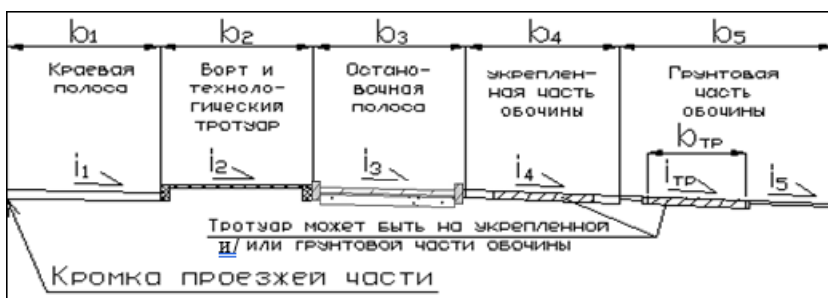 b1 b2 b3 b4 b5
Краевая
полоса
Борт и
техноло-
гический
тротуар
Остано-
вочная
полоса
укреплен-
ная часть
обочины
Грунтовая
часть
обочины
bтр
i1 i2 i3 i4 iтр i5
Тротуар может быть на укрепленной
и/или грунтовой части обочины
Кромка проезжей части